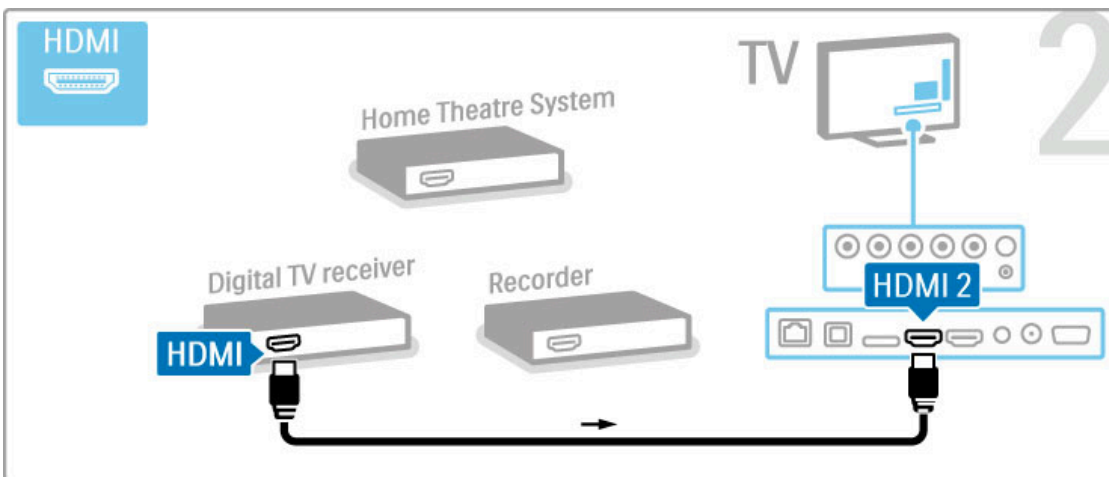 HDMI
TV
2
Home Theatre System
Digital TV receiver
Recorder
HDMI 2
HDMI